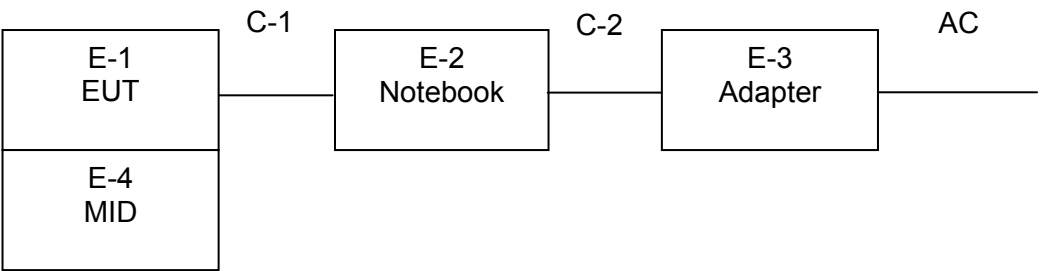 C-1
C-2
AC
E-1
EUT
E-2
Notebook
E-3
Adapter
E-4
MID